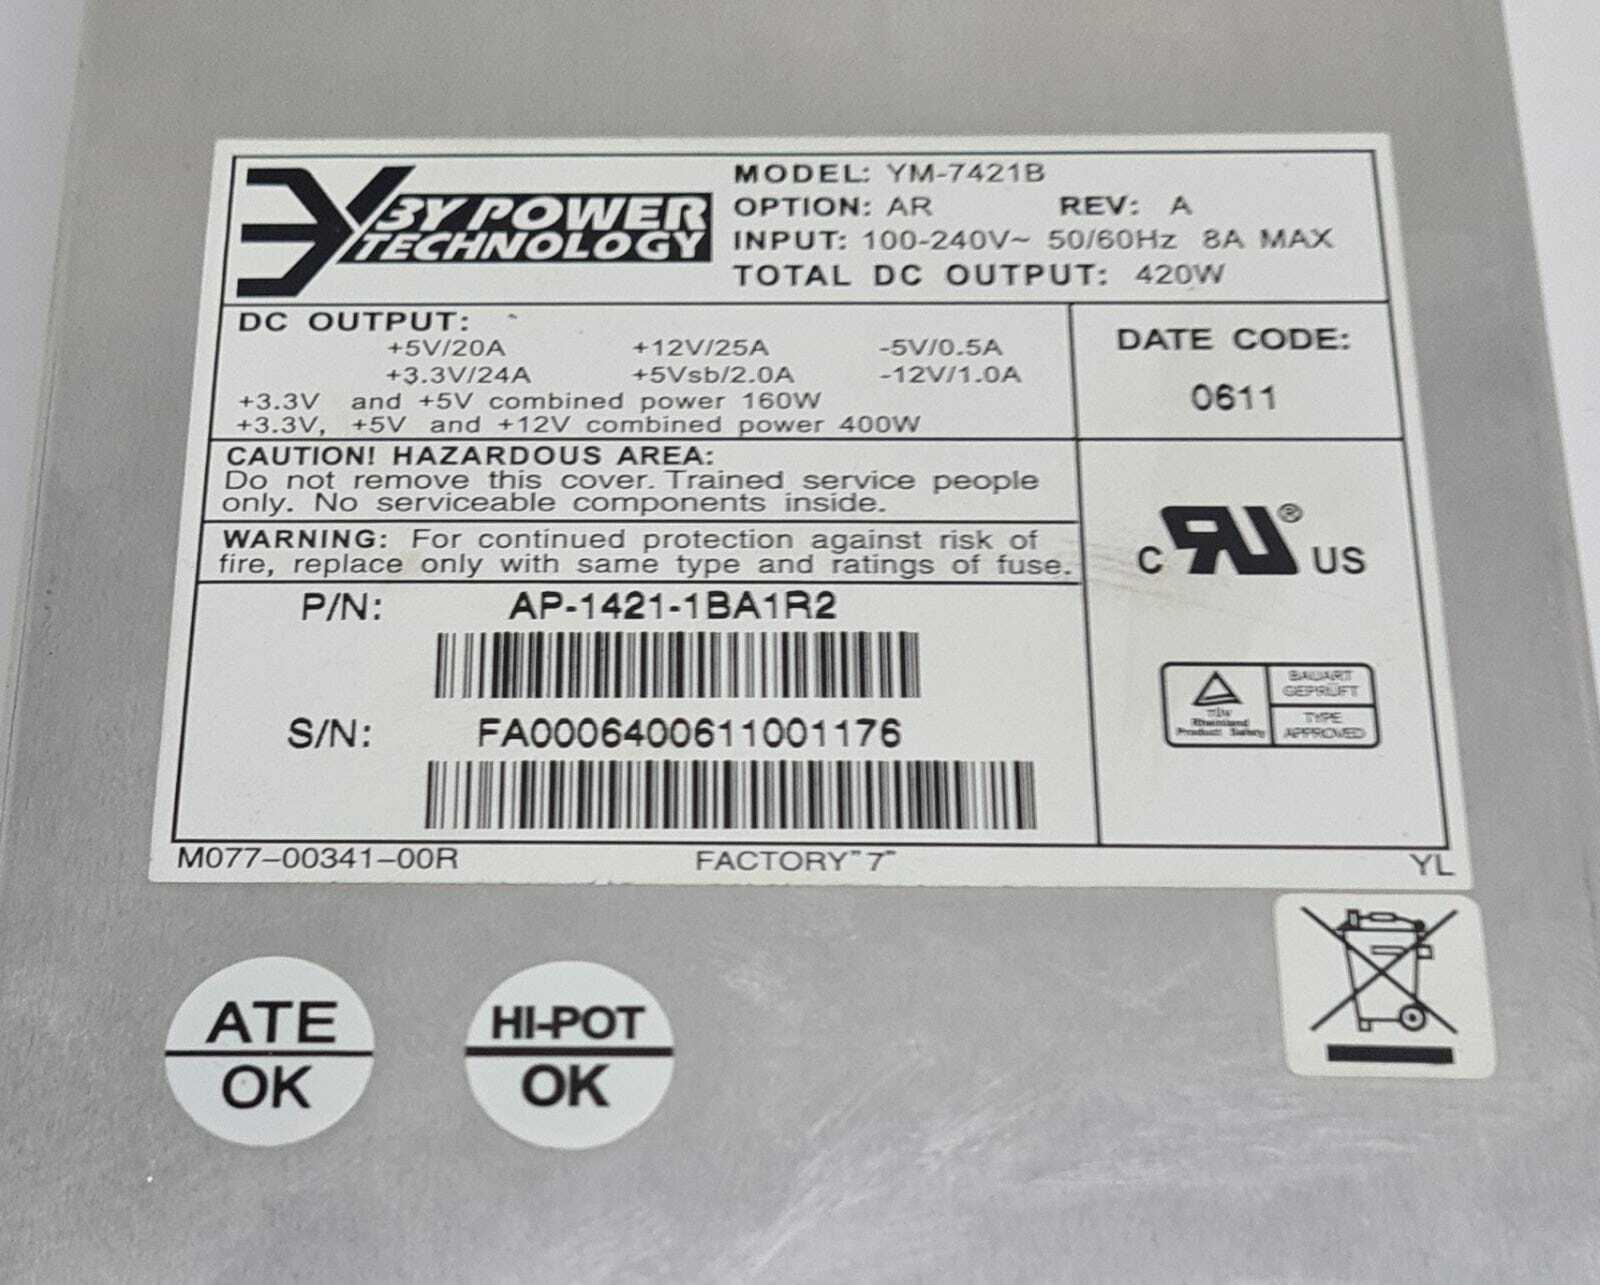 3Y POWER
TECHNOLOGY
MODEL: YM-7421B
OPTION: AR REV: A
INPUT: 100-240V~ 50/60Hz 8A MAX
TOTAL DC OUTPUT: 420W
DC OUTPUT:
+5V/20A +12V/25A -5V/0.5A
+3.3V/24A +5Vsb/2.0A -12V/1.0A
+3.3V and +5V combined power 160W
+3.3V, +5V and +12V combined power 400W
DATE CODE:
0611
CAUTION! HAZARDOUS AREA:
Do not remove this cover. Trained service people
only. No serviceable components inside.
WARNING: For continued protection against risk of
fire, replace only with same type and ratings of fuse.
C RU ® US
P/N: AP-1421-1BA1R2
S/N: FA0006400611001176
TÜV
Rheinland
Product Safety
BAUART
GEPRÜFT
TYPE
APPROVED
M077-00341-00R FACTORY"7" YL
ATE
OK
HI-POT
OK